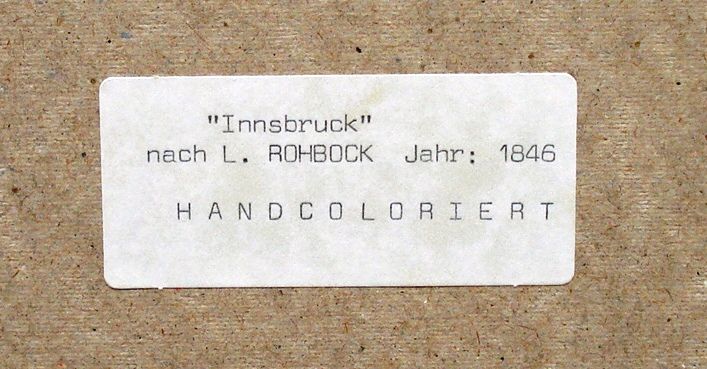 "Innsbruck"
nach L. ROHBOCK Jahr: 1846
HANDCOLORIERT